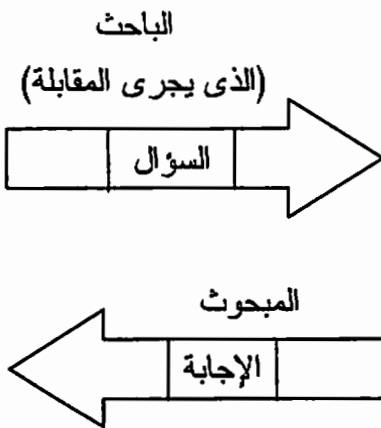 الباحث
(الذى يجرى المقابلة)
السؤال
المبحوث
الإجابة